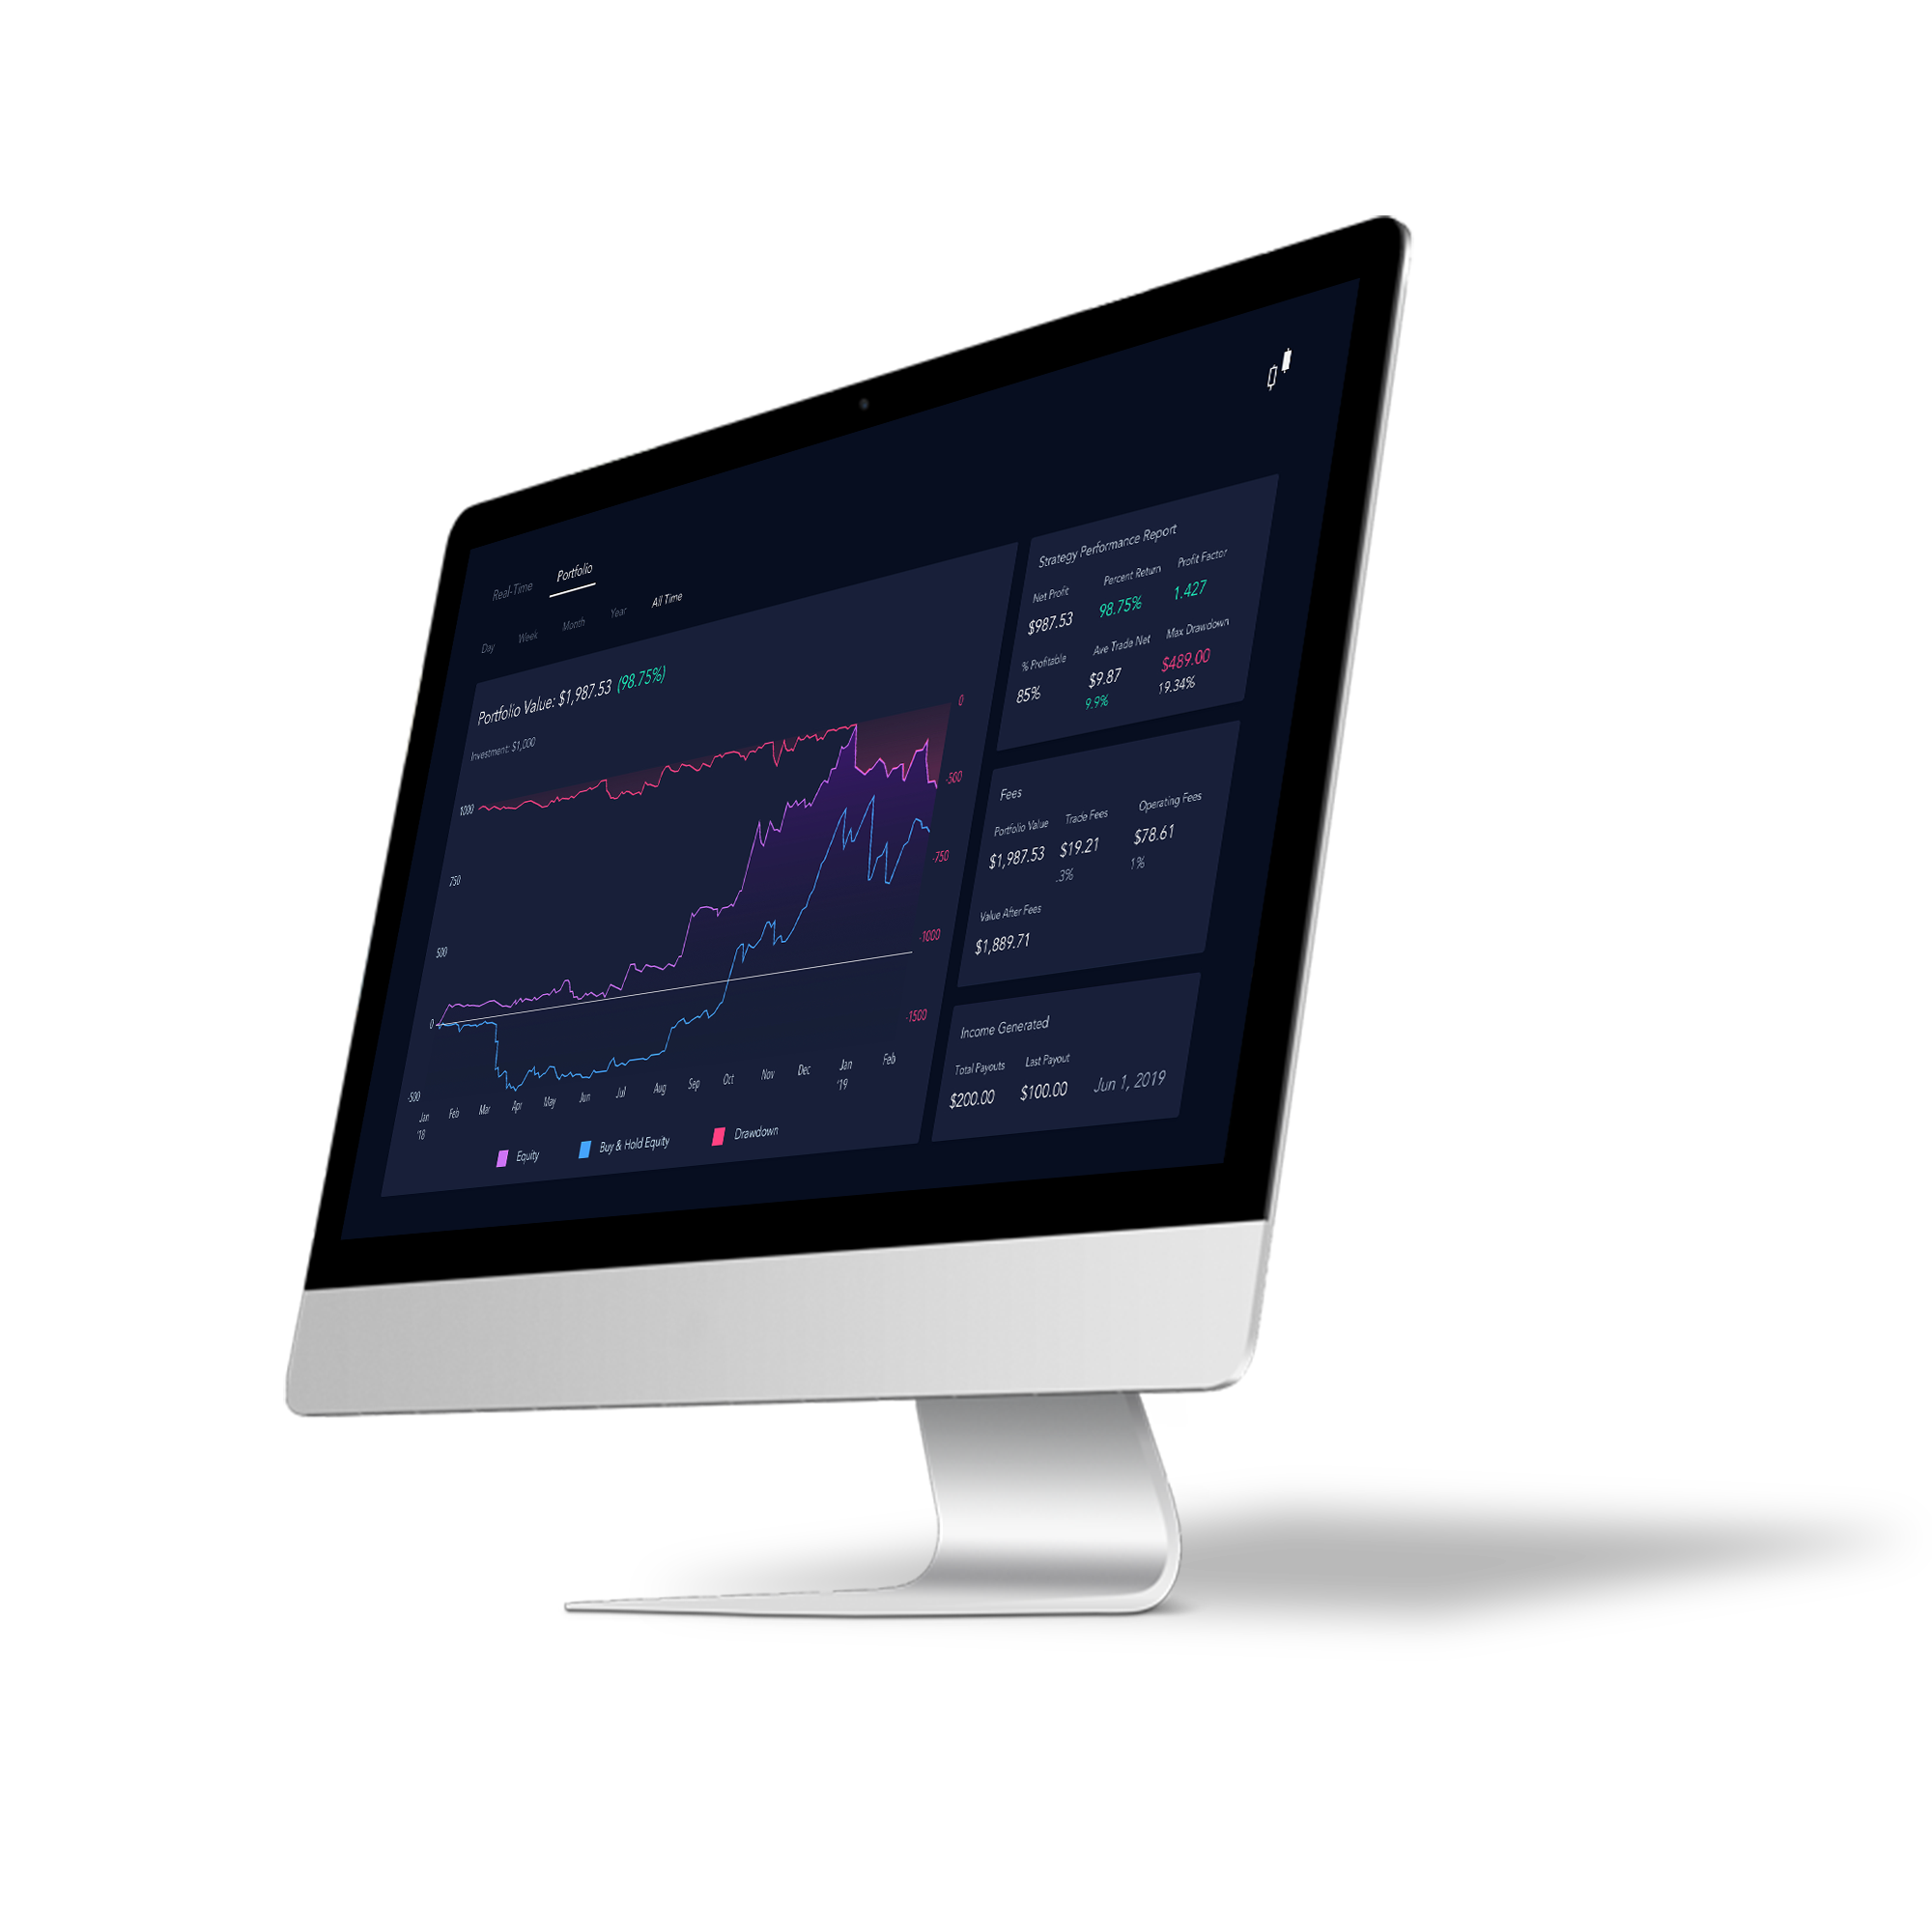 Real-Time Portfolio
Day Week Month Year All Time
Portfolio Value: $1,987.53 (98.75%)
Investment: $1,000
1000
750
500
0
-500
0
-500
-750
-1000
-1500
Jan Feb Mar Apr May Jun Jul Aug Sep Oct Nov Dec Jan Feb
'18 '19
Equity Buy & Hold Equity Drawdown
Strategy Performance Report
Net Profit Percent Return Profit Factor
$987.53 98.75% 1.427
% Profitable Ave Trade Net Max Drawdown
85% $9.87 $489.00
9.9% 19.34%
Fees
Portfolio Value Trade Fees Operating Fees
$1,987.53 $19.21 $78.61
.3% 1%
Value After Fees
$1,889.71
Income Generated
Total Payouts Last Payout
$200.00 $100.00 Jun 1, 2019